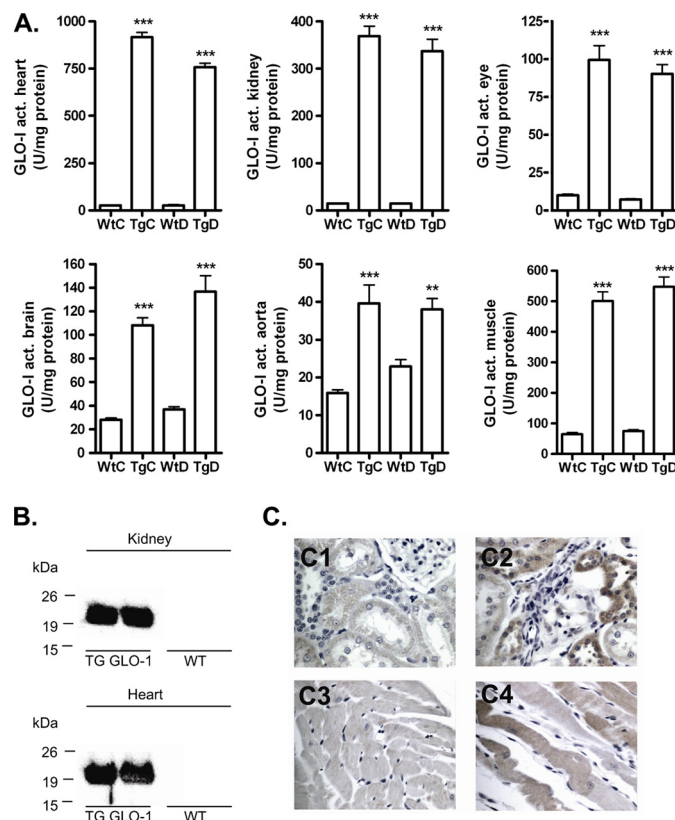 A.
GLO-I act. heart
(U/mg protein)
1000
750
500
250
0
***
***
WtC TgC WtD TgD
GLO-I act. kidney
(U/mg protein)
400
300
200
100
0
***
***
WtC TgC WtD TgD
GLO-I act. eye
(U/mg protein)
125
100
75
50
25
0
***
***
WtC TgC WtD TgD
GLO-I act. brain
(U/mg protein)
160
140
120
100
80
60
40
20
0
***
***
WtC TgC WtD TgD
GLO-I act. aorta
(U/mg protein)
50
40
30
20
10
0
***
**
WtC TgC WtD TgD
GLO-I act. muscle
(U/mg protein)
600
500
400
300
200
100
0
***
***
WtC TgC WtD TgD
B.
Kidney
kDa
26
19
15
TG GLO-1 WT
Heart
kDa
26
19
15
TG GLO-1 WT
C.
C1
C2
C3
C4